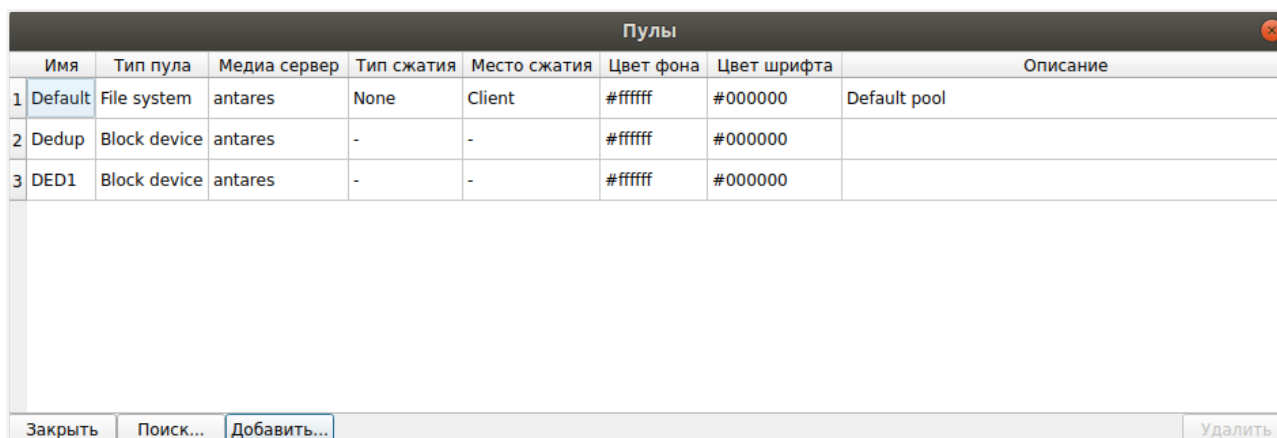 Пулы
Имя Тип пула Медиа сервер Тип сжатия Место сжатия Цвет фона Цвет шрифта Описание
1 Default File system antares None Client #ffffff #000000 Default pool
2 Dedup Block device antares - - #ffffff #000000
3 DED1 Block device antares - - #ffffff #000000
Закрыть Поиск... Добавить... Удалить